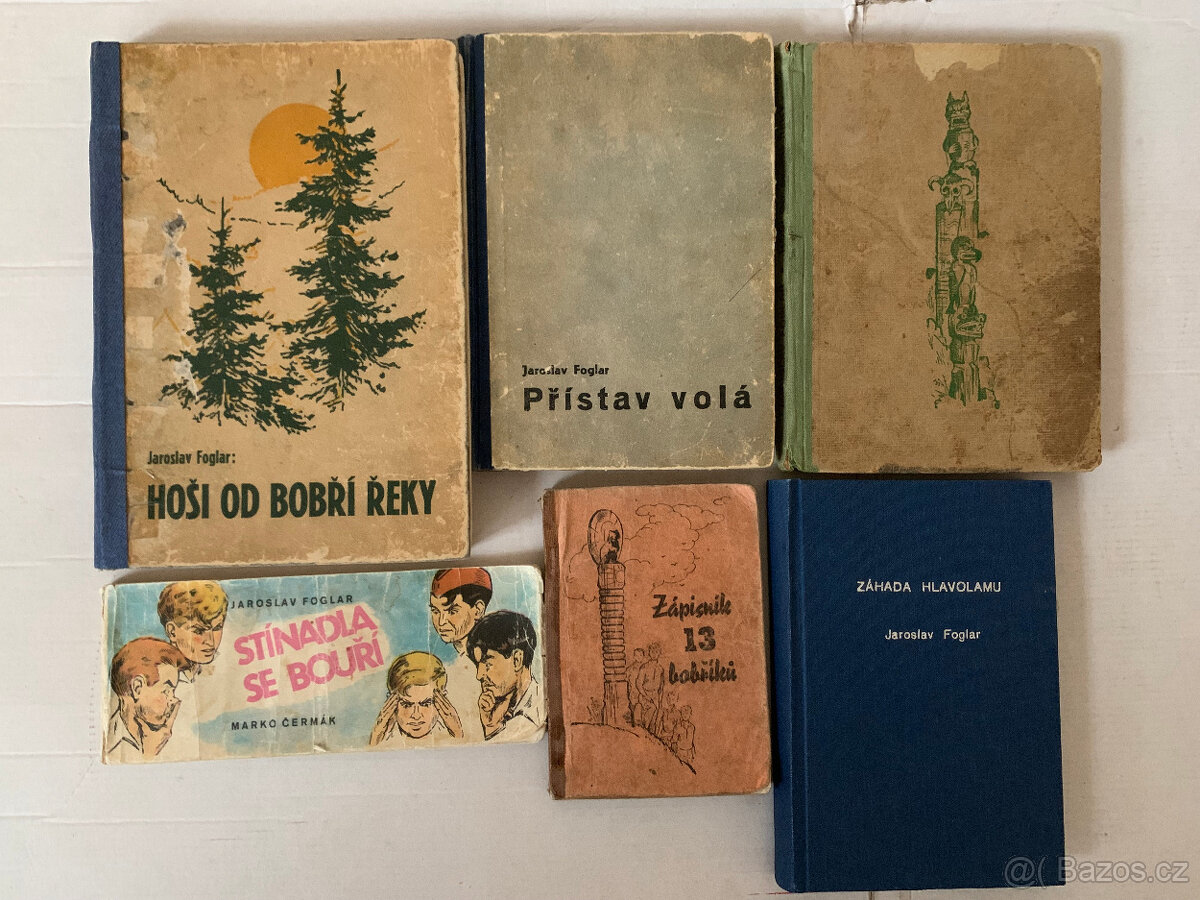 Jaroslav Foglar:
HOŠI OD BOBŘÍ ŘEKY
Jaroslav Foglar
Přístav volá
JAROSLAV FOGLAR
STÍNADLA
SE BOUŘÍ
MARKO ČERMÁK
Zápisník
13
bobříků
ZÁHADA HLAVOLAMU
Jaroslav Foglar
@( Bazos.cz